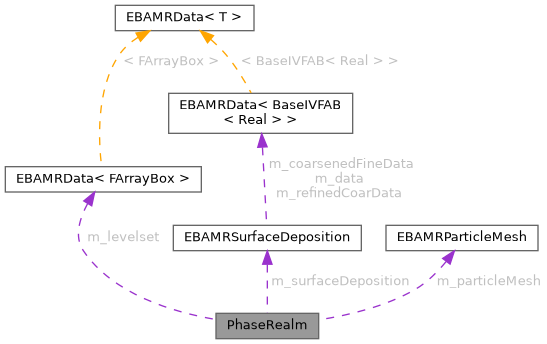 EBAMRData< T >
< FArrayBox >
< BaseIVFAB< Real > >
EBAMRData< BaseIVFAB
< Real > >
m_coarsenedFineData
m_data
m_refinedCoarData
EBAMRData< FArrayBox >
m_levelset
EBAMRSurfaceDeposition
EBAMRParticleMesh
m_surfaceDeposition
m_particleMesh
PhaseRealm